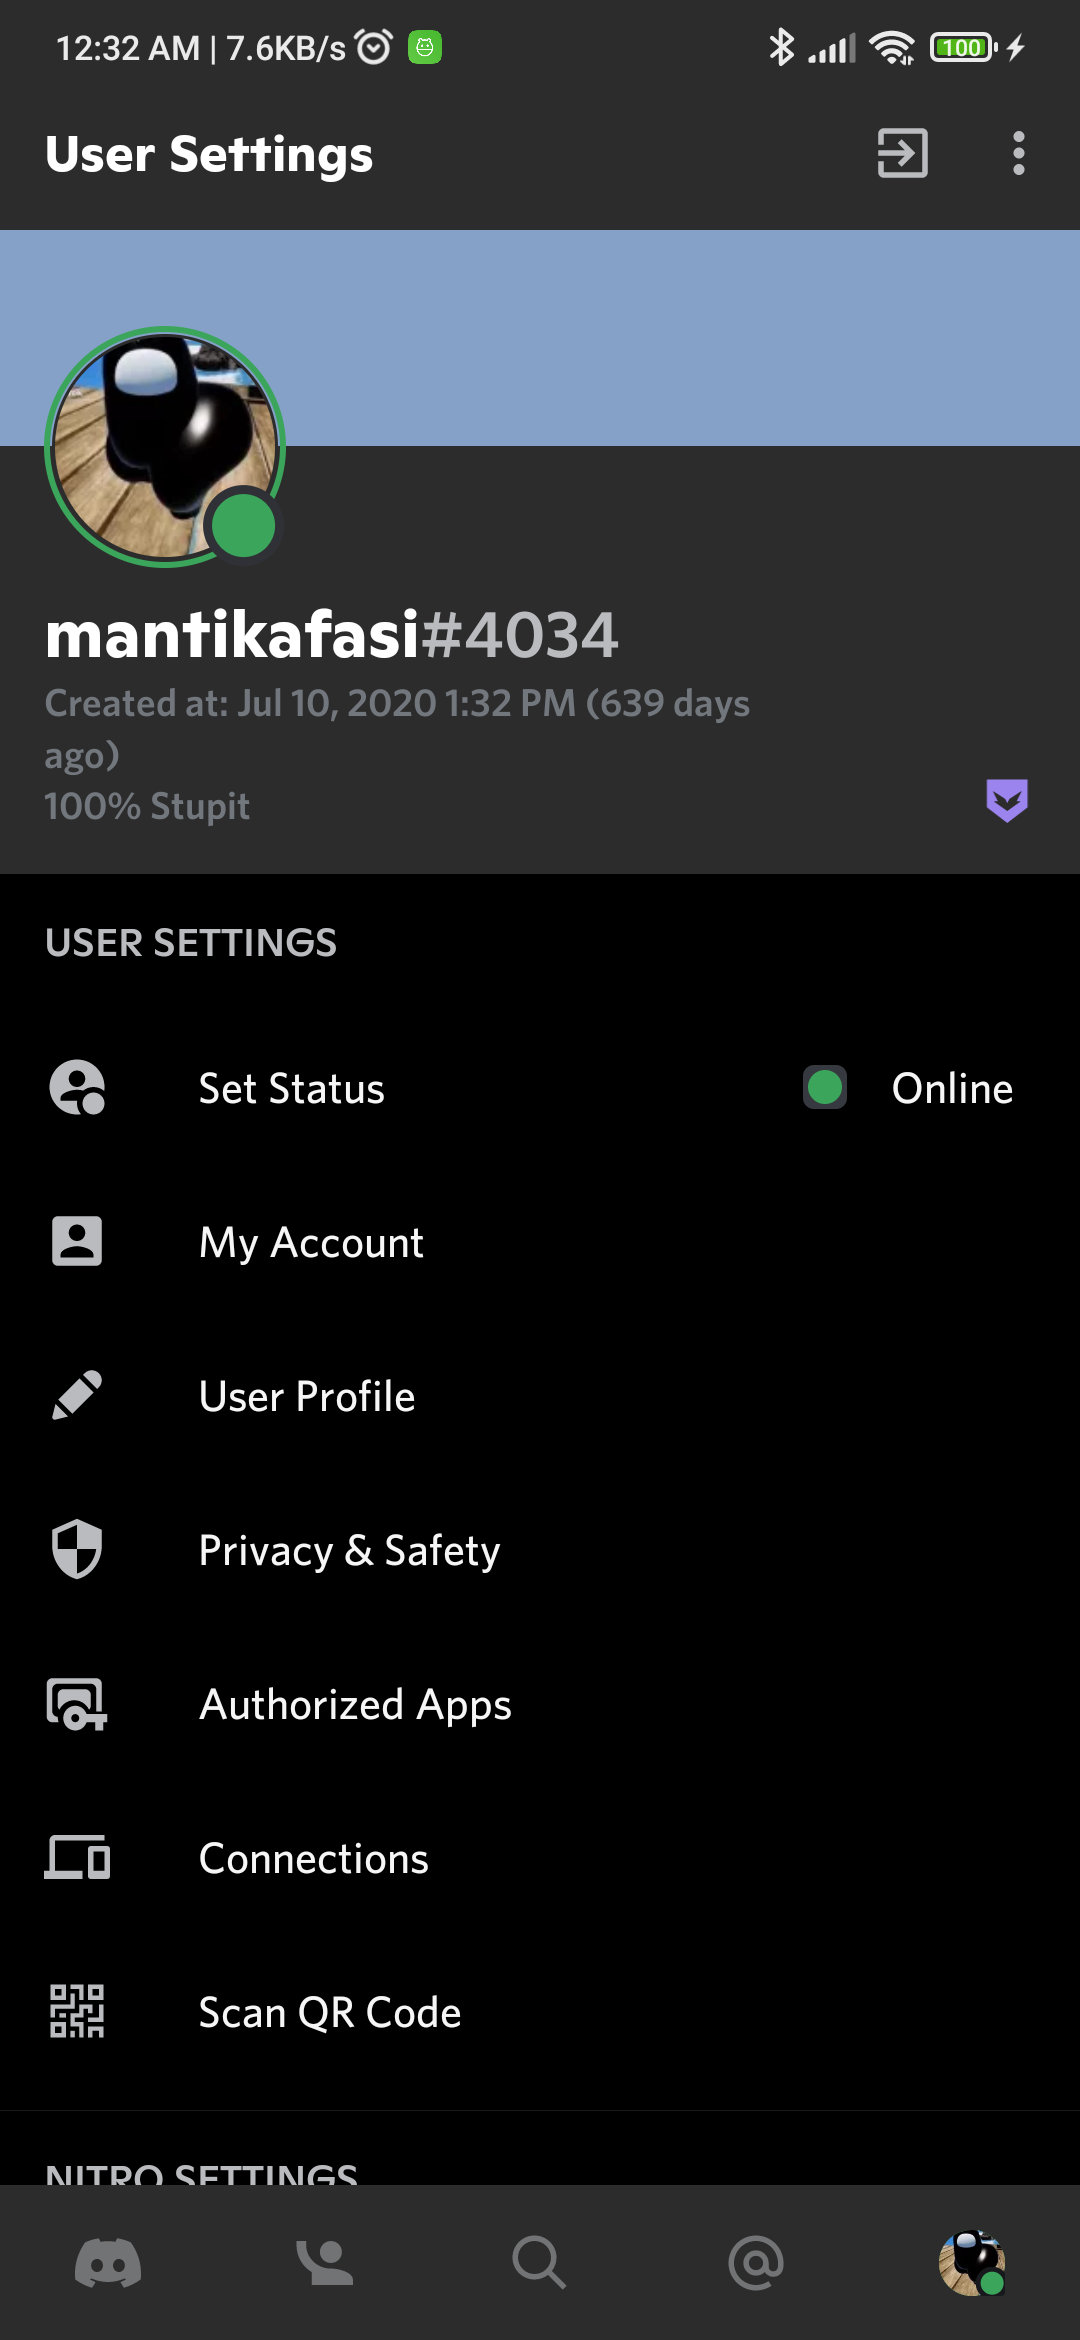 12:32 AM | 7.6KB/s
100
User Settings
mantikafasi#4034
Created at: Jul 10, 2020 1:32 PM (639 days
ago)
100% Stupit
USER SETTINGS
Set Status
Online
My Account
User Profile
Privacy & Safety
Authorized Apps
Connections
Scan QR Code
NITRO SETTINGS